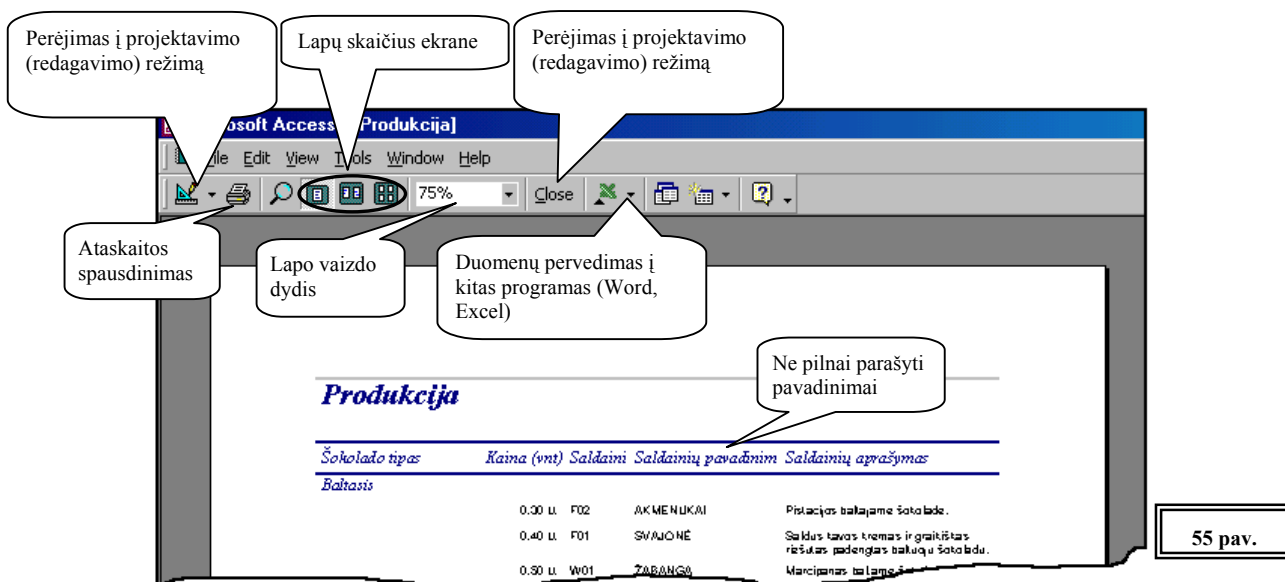 Perėjimas į projektavimo
(redagavimo) režimą
Lapų skaičius ekrane
Perėjimas į projektavimo
(redagavimo) režimą
osoft Access Produkcija]
ile Edit View T ols Window Help
75% Close
Ataskaitos
spausdinimas
Lapo vaizdo
dydis
Duomenų pervedimas į
kitas programas (Word,
Excel)
Ne pilnai parašyti
pavadinimai
Produkcija
Šokolado tipas Kaina (vnt) Saldaini Saldainių pavadinim Saldainių aprašymas
Baltasis
0.30 Lt F02 AKMENUKAI Pistacijos baltajame šokolade.
0.40 Lt F01 SVAJONĖ Saldus kavos kremas ir graikiškas
riešutas padengtas baltuoju šokoladu.
0.50 Lt W01 ŽABANGA Marcipanas
55 pav.